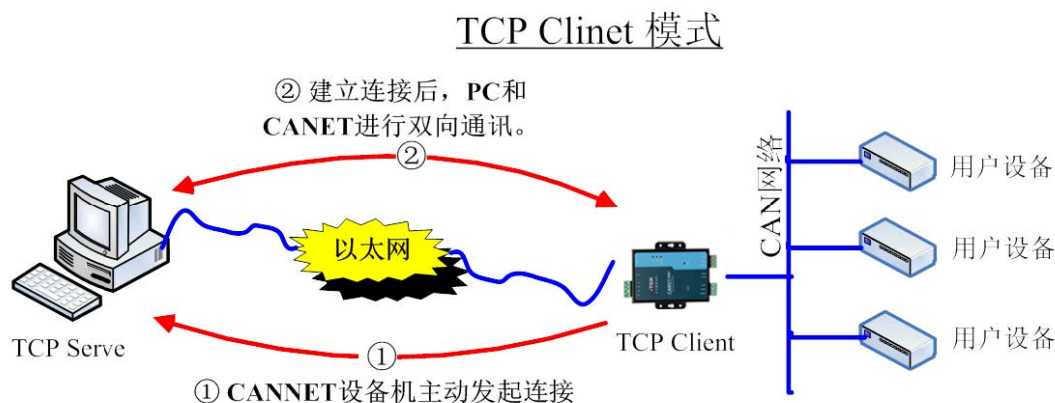 TCP Clinet 模式
② 建立连接后，PC和
CANET进行双向通讯。
②
CAN网络
用户设备
以太网
用户设备
TCP Serve
TCP Client
用户设备
①
① CANNET设备机主动发起连接